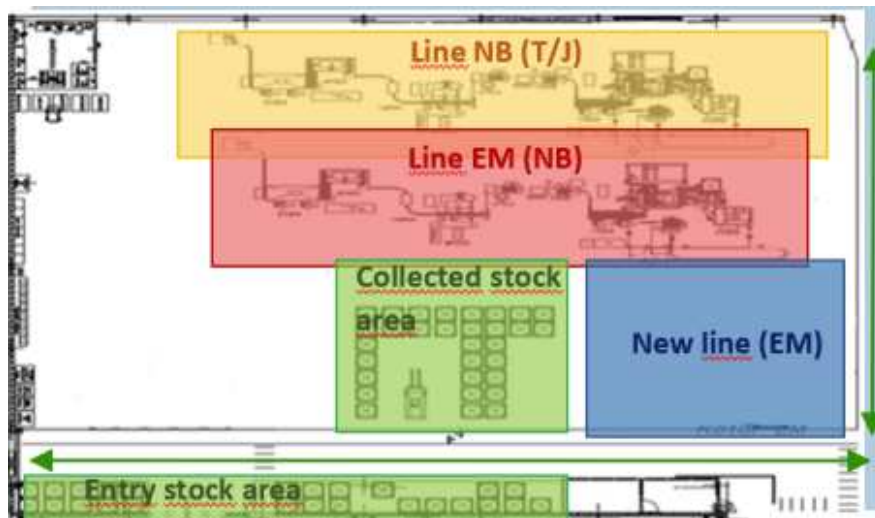 Line NB (T/J)
Line EM (NB)
Collected stock
area
New line (EM)
Entry stock area